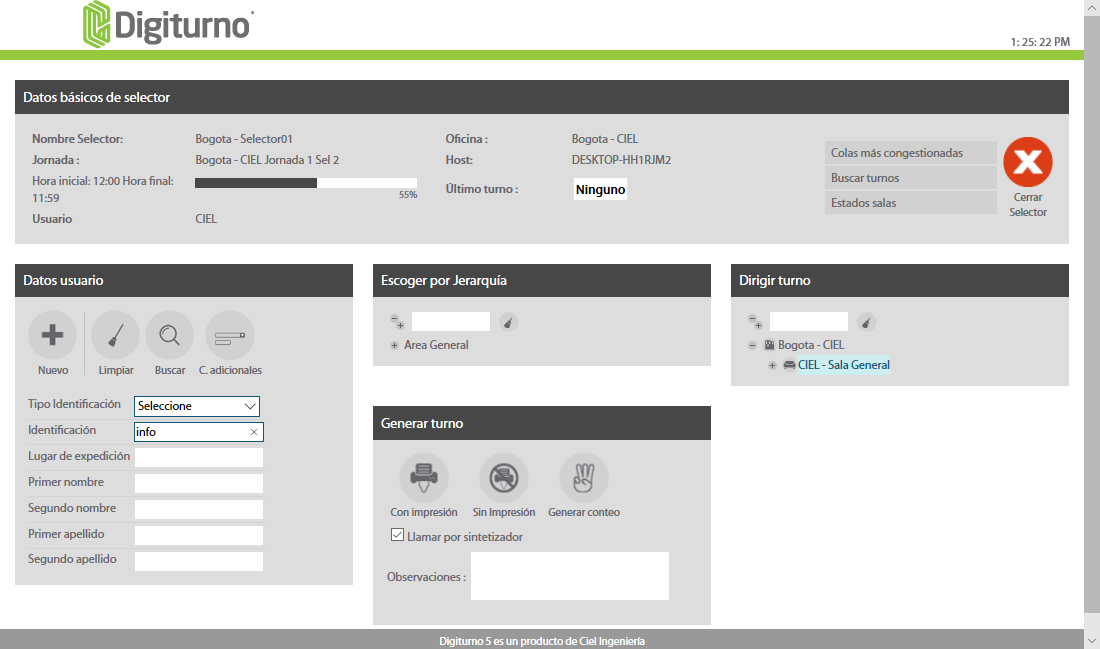 Digiturno
1: 25: 22 PM
Datos básicos de selector
Nombre Selector: Bogota - Selector01 Oficina : Bogota - CIEL
Jornada : Bogota - CIEL Jornada 1 Sel 2 Host: DESKTOP-HH1RJM2
Hora inicial: 12:00 Hora final:
11:59
55%
Último turno : Ninguno
Usuario CIEL
Colas más congestionadas
Buscar turnos
Estados salas
Cerrar
Selector
Datos usuario
Nuevo Limpiar Buscar C. adicionales
Tipo Identificación Seleccione
Identificación info
Lugar de expedición
Primer nombre
Segundo nombre
Primer apellido
Segundo apellido
Escoger por Jerarquía
Area General
Generar turno
Con impresión Sin Impresión Generar conteo
Llamar por sintetizador
Observaciones :
Dirigir turno
Bogota - CIEL
CIEL - Sala General
Digiturno 5 es un producto de Ciel Ingeniería